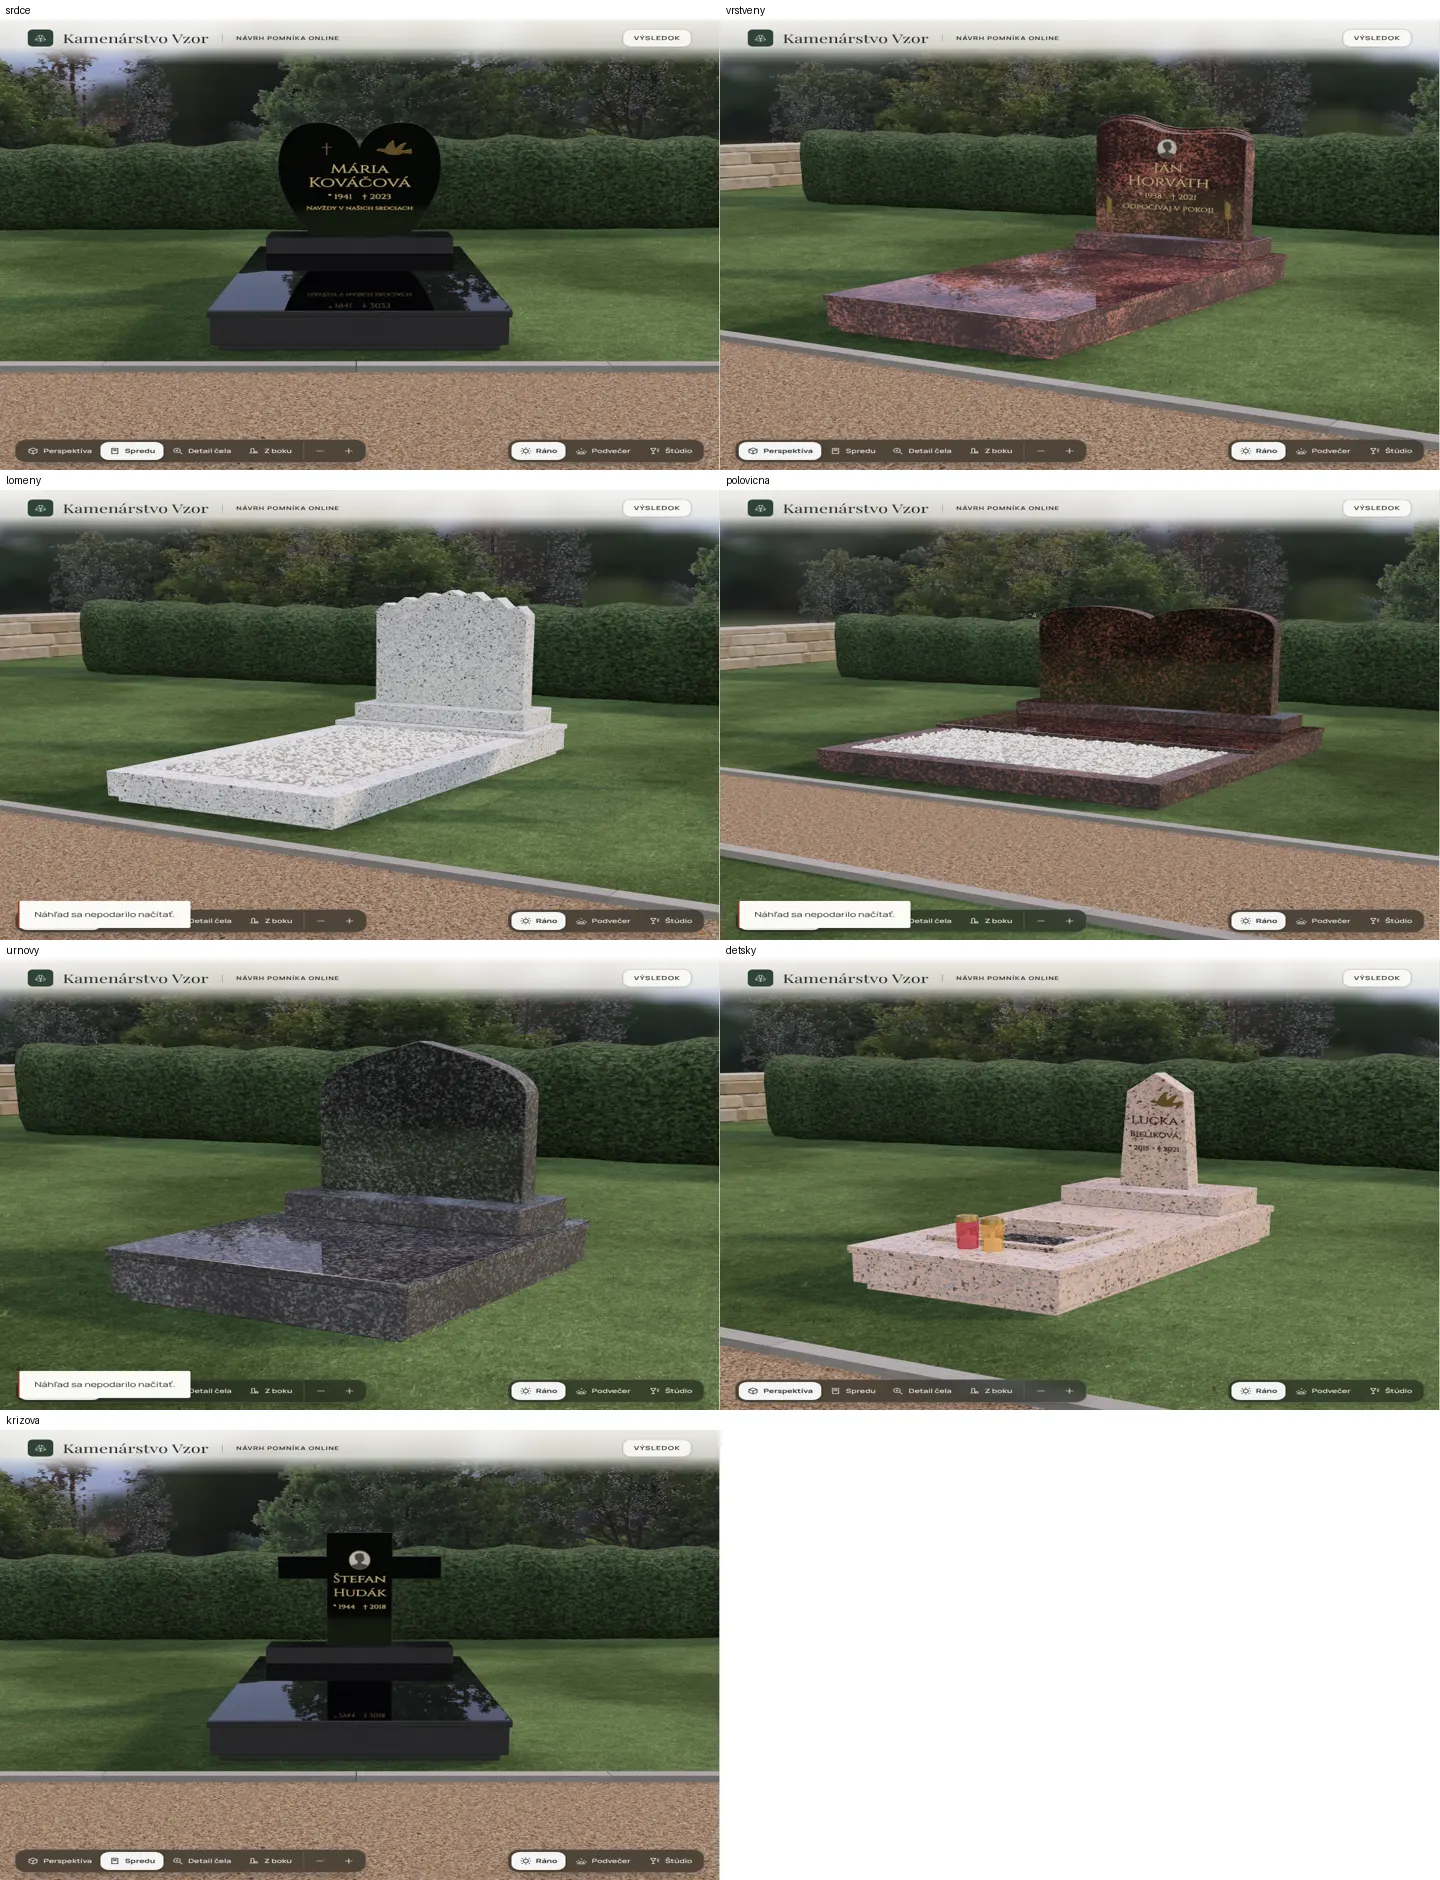 srdce
Kamenárstvo Vzor
NÁVRH POMNÍKA ONLINE
VÝSLEDOK
MÁRIA
KOVÁČOVÁ
* 1941 † 2023
NAVŽDY V NAŠICH SRDCIACH
Perspektíva
Spredu
Detail čela
Z boku
Ráno
Podvečer
Štúdio
vrstveny
Kamenárstvo Vzor
NÁVRH POMNÍKA ONLINE
VÝSLEDOK
JÁN
HORVÁTH
* 1938 † 2021
ODPOČÍVAJ V POKOJI
Perspektíva
Spredu
Detail čela
Z boku
Ráno
Podvečer
Štúdio
lomeny
Kamenárstvo Vzor
NÁVRH POMNÍKA ONLINE
VÝSLEDOK
Náhľad sa nepodarilo načítať.
Detail čela
Z boku
Ráno
Podvečer
Štúdio
polovicna
Kamenárstvo Vzor
NÁVRH POMNÍKA ONLINE
VÝSLEDOK
Náhľad sa nepodarilo načítať.
Detail čela
Z boku
Ráno
Podvečer
Štúdio
urnovy
Kamenárstvo Vzor
NÁVRH POMNÍKA ONLINE
VÝSLEDOK
Náhľad sa nepodarilo načítať.
Detail čela
Z boku
Ráno
Podvečer
Štúdio
detsky
Kamenárstvo Vzor
NÁVRH POMNÍKA ONLINE
VÝSLEDOK
BIELIKOVÁ
Perspektíva
Spredu
Detail čela
Z boku
Ráno
Podvečer
Štúdio
krizova
Kamenárstvo Vzor
NÁVRH POMNÍKA ONLINE
VÝSLEDOK
ŠTEFAN
HUDÁK
* 1944 † 2018
Perspektíva
Spredu
Detail čela
Z boku
Ráno
Podvečer
Štúdio